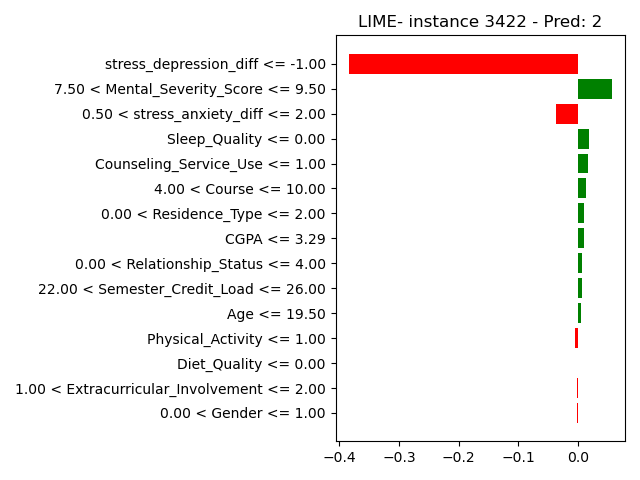 LIME- instance 3422 - Pred: 2
stress_depression_diff <= -1.00
7.50 < Mental_Severity_Score <= 9.50
0.50 < stress_anxiety_diff <= 2.00
Sleep_Quality <= 0.00
Counseling_Service_Use <= 1.00
4.00 < Course <= 10.00
0.00 < Residence_Type <= 2.00
CGPA <= 3.29
0.00 < Relationship_Status <= 4.00
22.00 < Semester_Credit_Load <= 26.00
Age <= 19.50
Physical_Activity <= 1.00
Diet_Quality <= 0.00
1.00 < Extracurricular_Involvement <= 2.00
0.00 < Gender <= 1.00
−0.4 −0.3 −0.2 −0.1 0.0